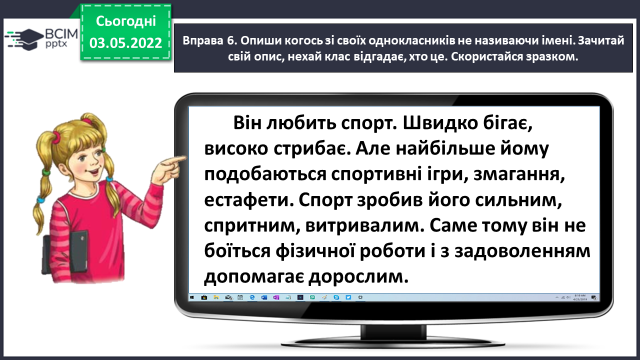 BCIM
pptx
Сьогодні
03.05.2022
Вправа 6. Опиши когось зі своїх однокласників не називаючи імені. Зачитай
свій опис, нехай клас відгадає, хто це. Скористайся зразком.
Він любить спорт. Швидко бігає,
високо стрибає. Але найбільше йому
подобаються спортивні ігри, змагання,
естафети. Спорт зробив його сильним,
спритним, витривалим. Саме тому він не
боїться фізичної роботи і з задоволенням
допомагає дорослим.